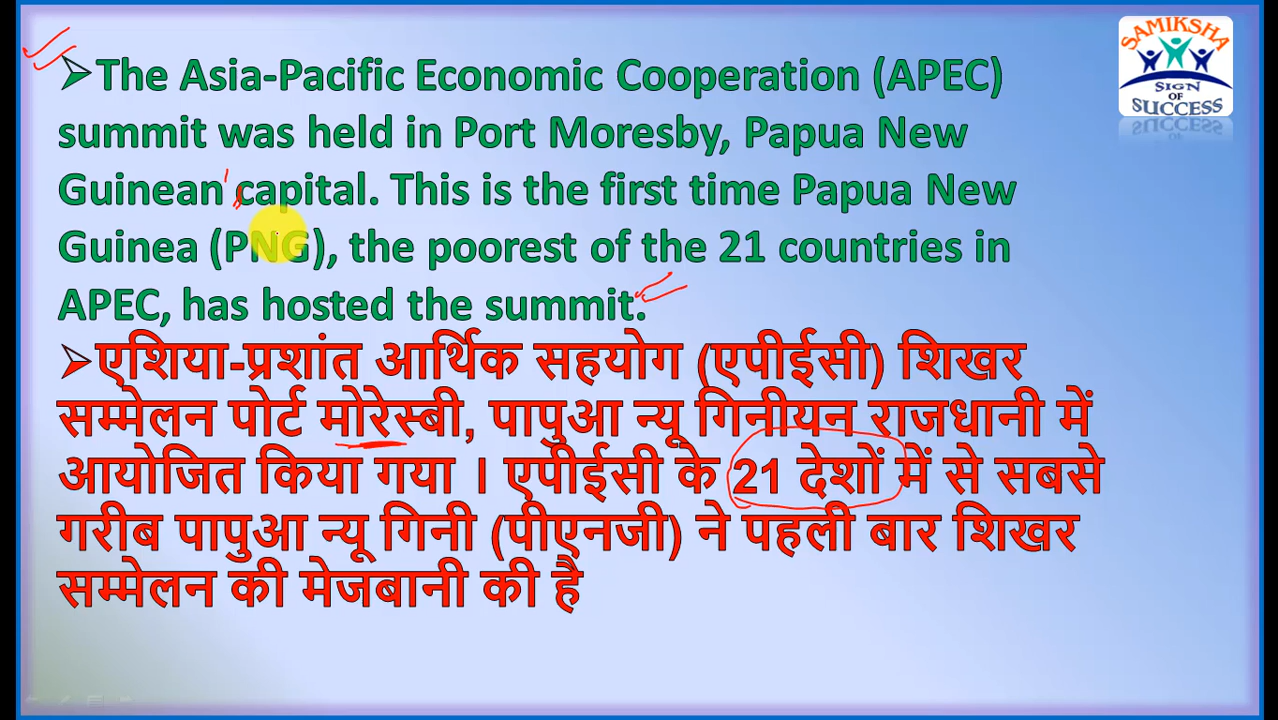 SAMIKSHA
SIGN
OF
SUCCESS
➢The Asia-Pacific Economic Cooperation (APEC)
summit was held in Port Moresby, Papua New
Guinean capital. This is the first time Papua New
Guinea (PNG), the poorest of the 21 countries in
APEC, has hosted the summit.
➢एशिया-प्रशांत आर्थिक सहयोग (एपीईसी) शिखर
सम्मेलन पोर्ट मोरेस्बी, पापुआ न्यू गिनीयन राजधानी में
आयोजित किया गया । एपीईसी के 21 देशों में से सबसे
गरीब पापुआ न्यू गिनी (पीएनजी) ने पहली बार शिखर
सम्मेलन की मेजबानी की है